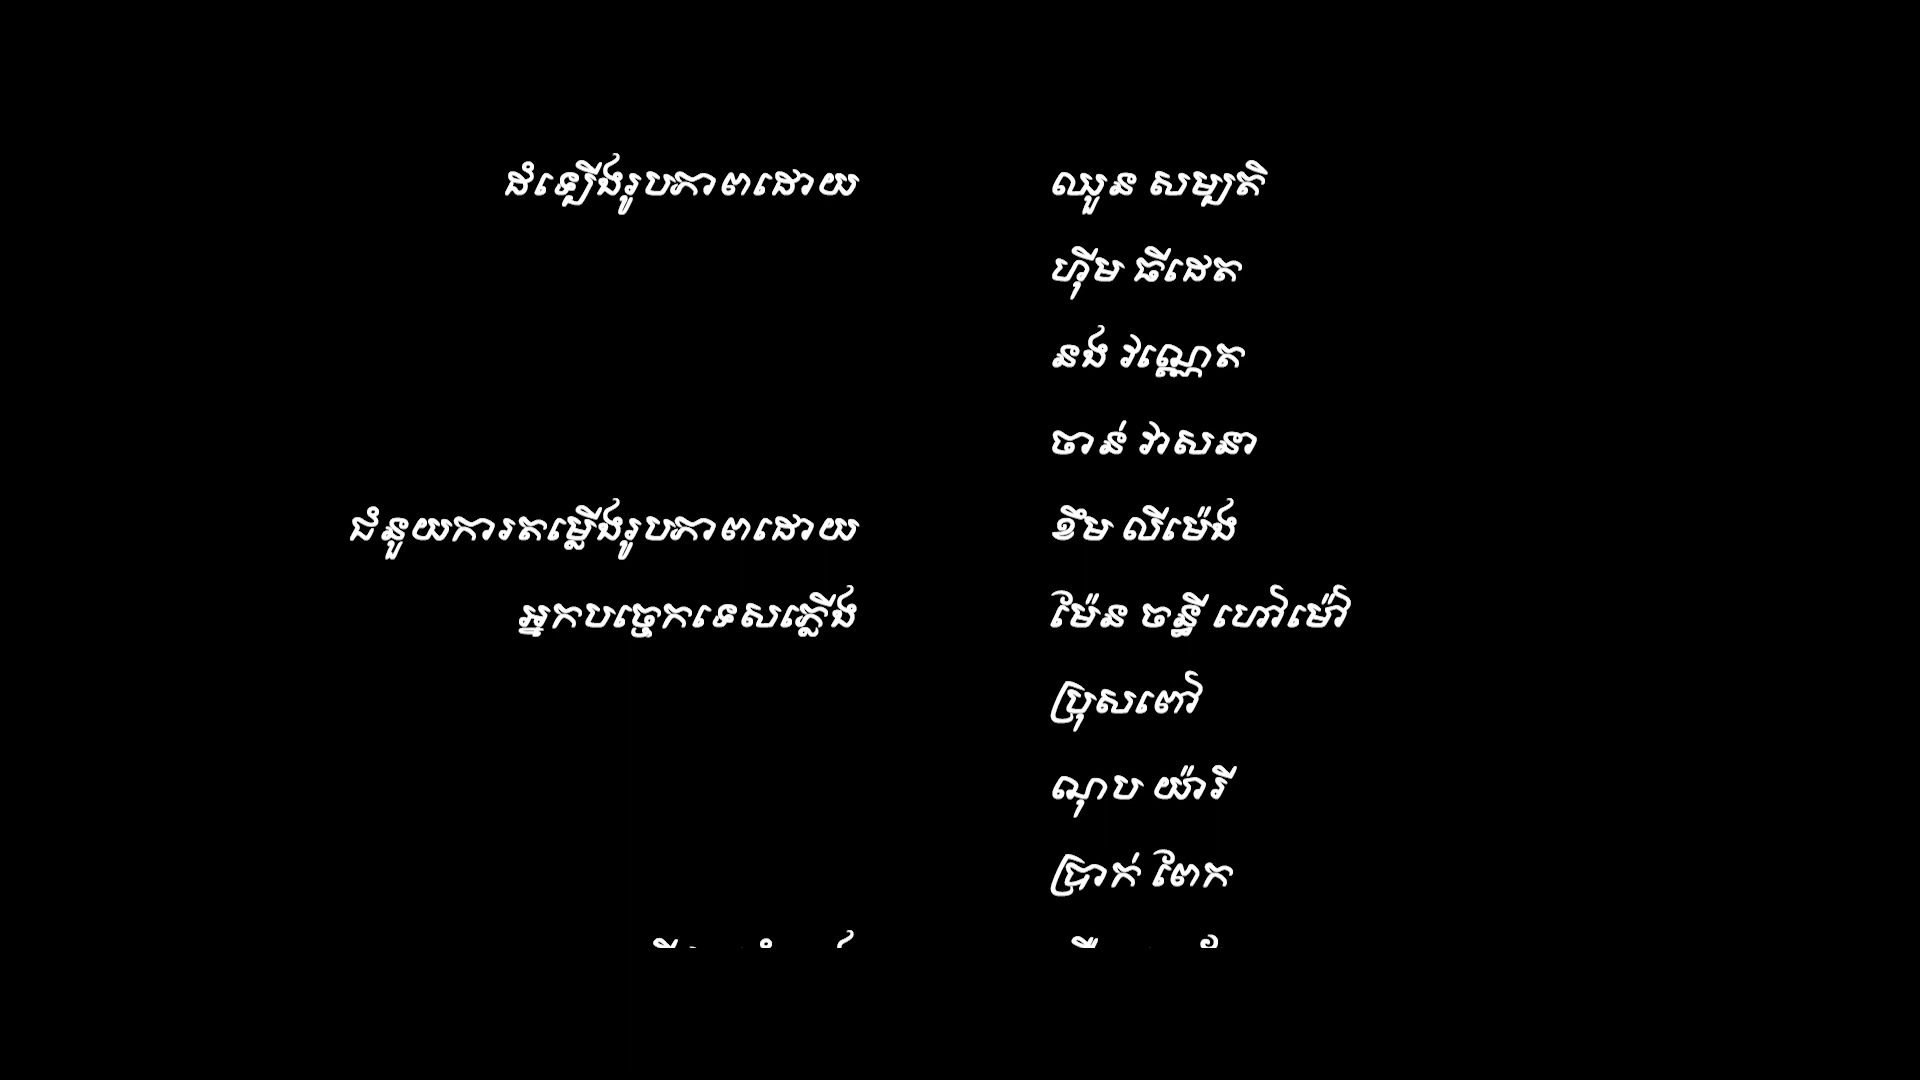 ដំឡើងរូបភាពដោយ ឈួន សម្បតិ
ហ៊ីម ធីដេត
ឆង វណ្ណេត
ចាន់ វាសនា
ជំនួយការតម្លើងរូបភាពដោយ ខឹម លីម៉េង
អ្នកបច្ចេកទេសភ្លើង ម៉ែន ចន្ធី ហៅម៉ៅ
ប្រុសពៅ
ណុប យ៉ារី
ប្រាក់ ពែក